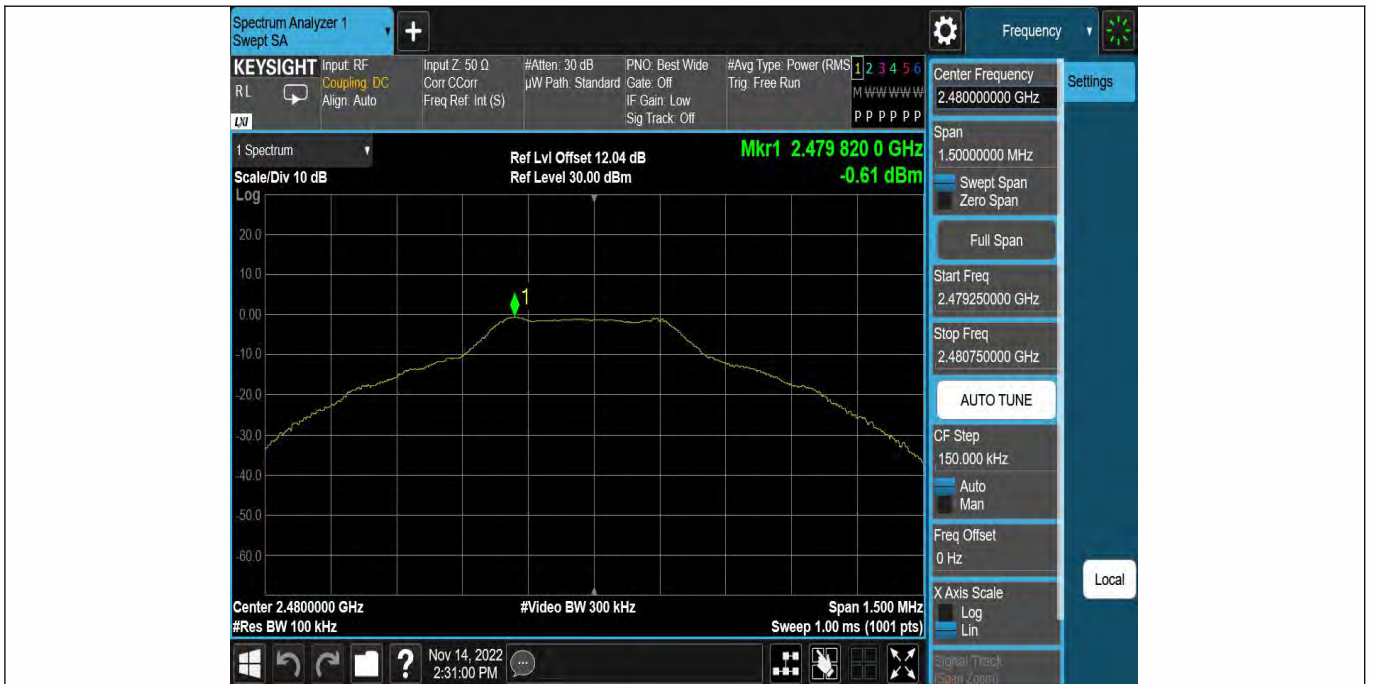 Spectrum Analyzer 1
Swept SA
Frequency
KEYSIGHT
RL
LXI
Input: RF
Coupling: DC
Align: Auto
Input Z: 50 Ω
Corr CCorr
Freq Ref: Int (S)
#Atten: 30 dB
µW Path: Standard
PNO: Best Wide
Gate: Off
IF Gain: Low
Sig Track: Off
#Avg Type: Power (RMS
Trig: Free Run
1 2 3 4 5 6
M W W W W W
P P P P P P
1 Spectrum
Scale/Div 10 dB
Log
Ref Lvl Offset 12.04 dB
Ref Level 30.00 dBm
Mkr1 2.479 820 0 GHz
-0.61 dBm
20.0
10.0
0.00
-10.0
-20.0
-30.0
-40.0
-50.0
-60.0
1
Center 2.4800000 GHz
#Res BW 100 kHz
#Video BW 300 kHz
Span 1.500 MHz
Sweep 1.00 ms (1001 pts)
Center Frequency
2.480000000 GHz
Settings
Span
1.50000000 MHz
Swept Span
Zero Span
Full Span
Start Freq
2.479250000 GHz
Stop Freq
2.480750000 GHz
AUTO TUNE
CF Step
150.000 kHz
Auto
Man
Freq Offset
0 Hz
X Axis Scale
Log
Lin
Signal Track
(Span Zoom)
Local
?
Nov 14, 2022
2:31:00 PM